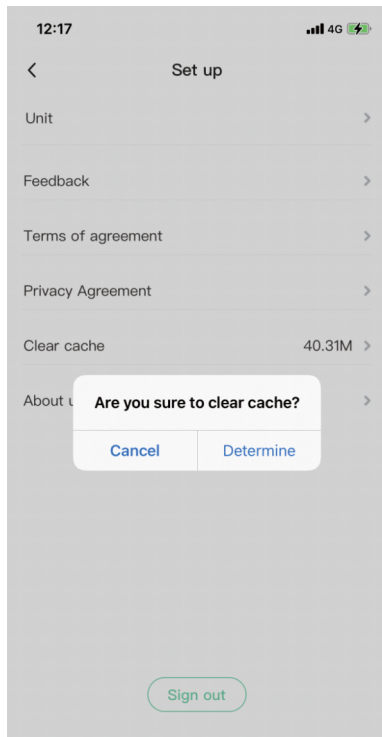 12:17 4G
Set up
Unit
Feedback
Terms of agreement
Privacy Agreement
Clear cache 40.31M
About u
Are you sure to clear cache?
Cancel Determine
Sign out